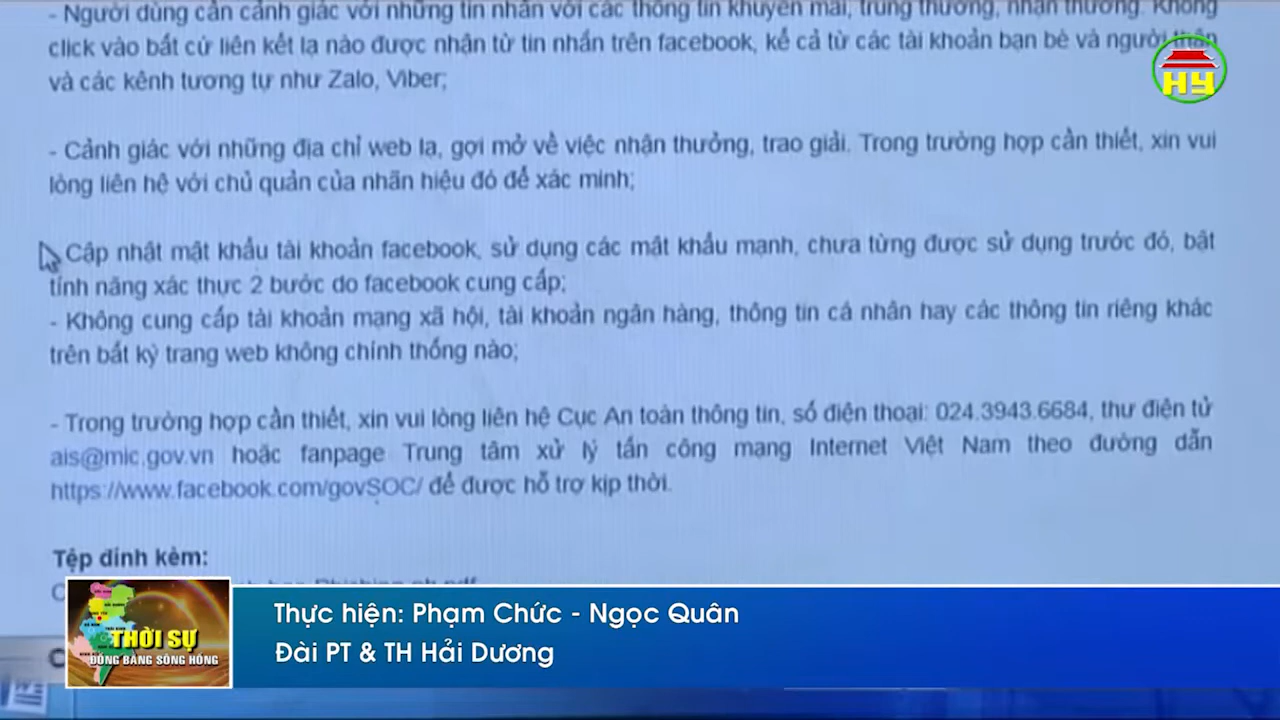 - Người dùng cần cảnh giác với những tin nhắn với các thông tin khuyến mãi, trúng thưởng, nhận thưởng. Không
click vào bất cứ liên kết lạ nào được nhận từ tin nhắn trên facebook, kể cả từ các tài khoản bạn bè và người thân
và các kênh tương tự như Zalo, Viber;
HY
- Cảnh giác với những địa chỉ web lạ, gợi mở về việc nhận thưởng, trao giải. Trong trường hợp cần thiết, xin vui
lòng liên hệ với chủ quản của nhãn hiệu đó để xác minh;
Cập nhật mật khẩu tài khoản facebook, sử dụng các mật khẩu mạnh, chưa từng được sử dụng trước đó, bật
tính năng xác thực 2 bước do facebook cung cấp;
- Không cung cấp tài khoản mạng xã hội, tài khoản ngân hàng, thông tin cá nhân hay các thông tin riêng khác
trên bất kỳ trang web không chính thống nào;
- Trong trường hợp cần thiết, xin vui lòng liên hệ Cục An toàn thông tin, số điện thoại: 024.3943.6684, thư điện tử
ais@mic.gov.vn hoặc fanpage Trung tâm xử lý tấn công mạng Internet Việt Nam theo đường dẫn
https://www.facebook.com/govSOC/ để được hỗ trợ kịp thời.
Tệp đính kèm:
THỜI SỰ
ĐỒNG BẰNG SÔNG HỒNG
Thực hiện: Phạm Chức - Ngọc Quân
Đài PT & TH Hải Dương